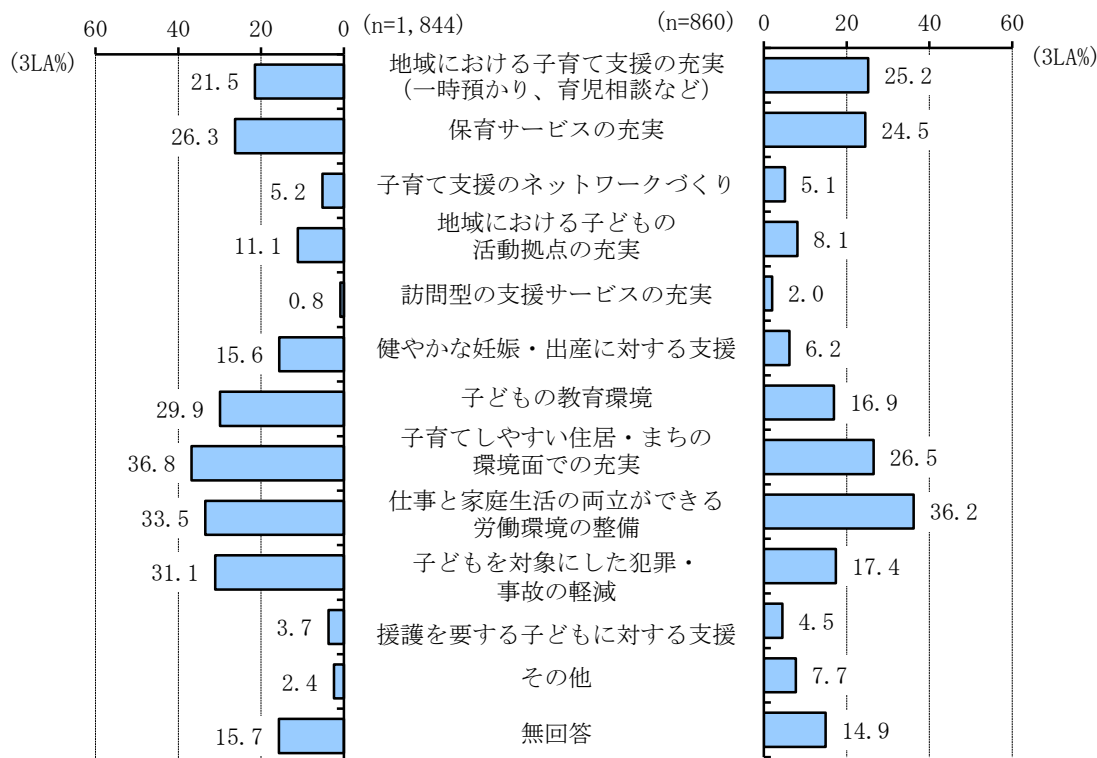 60 40 20 0 (n=1,844) (n=860) 0 20 40 60
(3LA%) (3LA%)
21.5 地域における子育て支援の充実 25.2
(一時預かり、育児相談など)
26.3 保育サービスの充実 24.5
5.2 子育て支援のネットワークづくり 5.1
地域における子どもの
11.1 活動拠点の充実 8.1
0.8 訪問型の支援サービスの充実 2.0
15.6 健やかな妊娠・出産に対する支援 6.2
29.9 子どもの教育環境 16.9
子育てしやすい住居・まちの
36.8 環境面での充実 26.5
仕事と家庭生活の両立ができる
33.5 労働環境の整備 36.2
31.1 子どもを対象にした犯罪・ 17.4
事故の軽減
3.7 援護を要する子どもに対する支援 4.5
2.4 その他 7.7
15.7 無回答 14.9